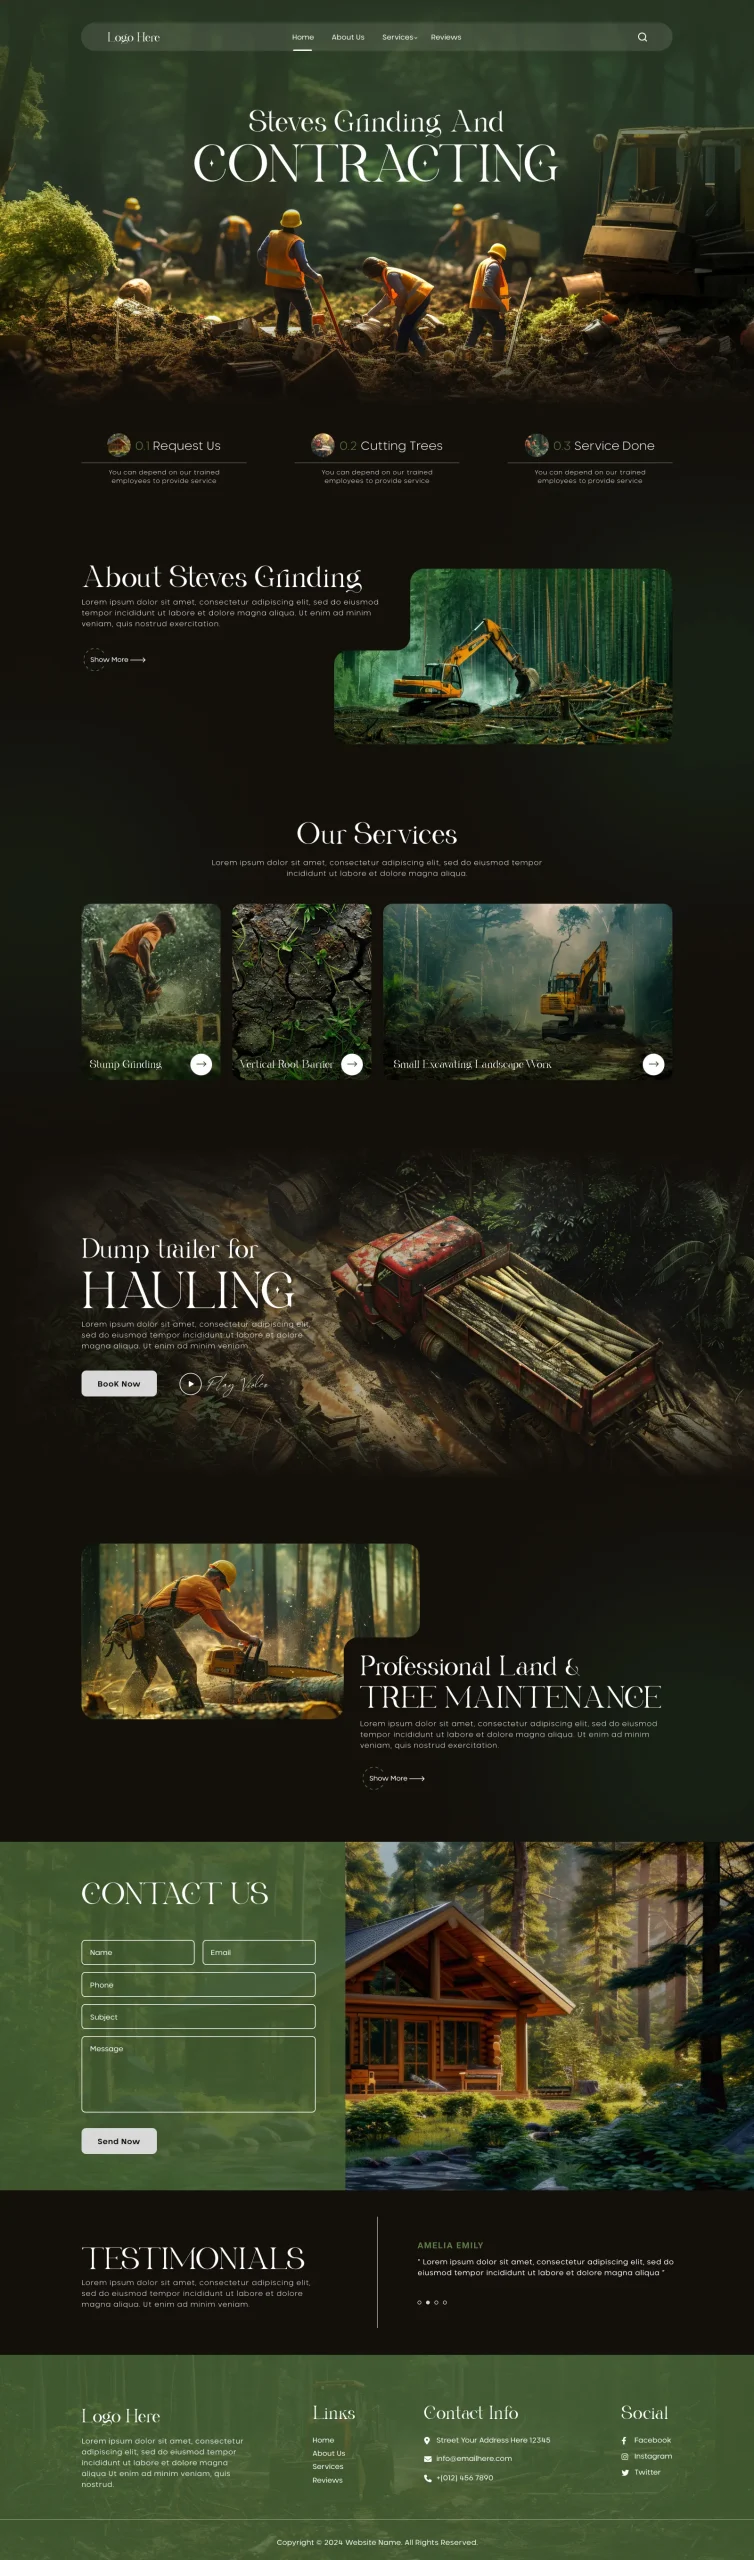 Logo Here
Home
About Us
Services
Reviews
Steves Grinding And
CONTRACTING
0.1 Request Us
You can depend on our trained
employees to provide service
0.2 Cutting Trees
You can depend on our trained
employees to provide service
0.3 Service Done
You can depend on our trained
employees to provide service
About Steves Grinding
Lorem ipsum dolor sit amet, consectetur adipiscing elit, sed do eiusmod
tempor incididunt ut labore et dolore magna aliqua. Ut enim ad minim
veniam, quis nostrud exercitation.
Show More
Our Services
Lorem ipsum dolor sit amet, consectetur adipiscing elit, sed do eiusmod tempor
incididunt ut labore et dolore magna aliqua.
Stump Grinding
Vertical Root Barrier
Small Excavating Landscape Work
Dump trailer for
HAULING
Lorem ipsum dolor sit amet, consectetur adipiscing elit,
sed do eiusmod tempor incididunt ut labore et dolore
magna aliqua. Ut enim ad minim veniam.
BooK Now
Play Video
Professional Land &
TREE MAINTENANCE
Lorem ipsum dolor sit amet, consectetur adipiscing elit, sed do eiusmod
tempor incididunt ut labore et dolore magna aliqua. Ut enim ad minim
veniam, quis nostrud exercitation.
Show More
CONTACT US
Name
Email
Phone
Subject
Message
Send Now
TESTIMONIALS
Lorem ipsum dolor sit amet, consectetur adipiscing elit,
sed do eiusmod tempor incididunt ut labore et dolore
magna aliqua. Ut enim ad minim veniam.
AMELIA EMILY
" Lorem ipsum dolor sit amet, consectetur adipiscing elit, sed do
eiusmod tempor incididunt ut labore et dolore magna aliqua "
Logo Here
Lorem ipsum dolor sit amet, consectetur
adipiscing elit, sed do eiusmod tempor
incididunt ut labore et dolore magna
aliqua. Ut enim ad minim veniam, quis
nostrud.
Links
Home
About Us
Services
Reviews
Contact Info
Street Your Address Here 12345
info@emailhere.com
+(012) 456 7890
Social
Facebook
Instagram
Twitter
Copyright © 2024 Website Name. All Rights Reserved.